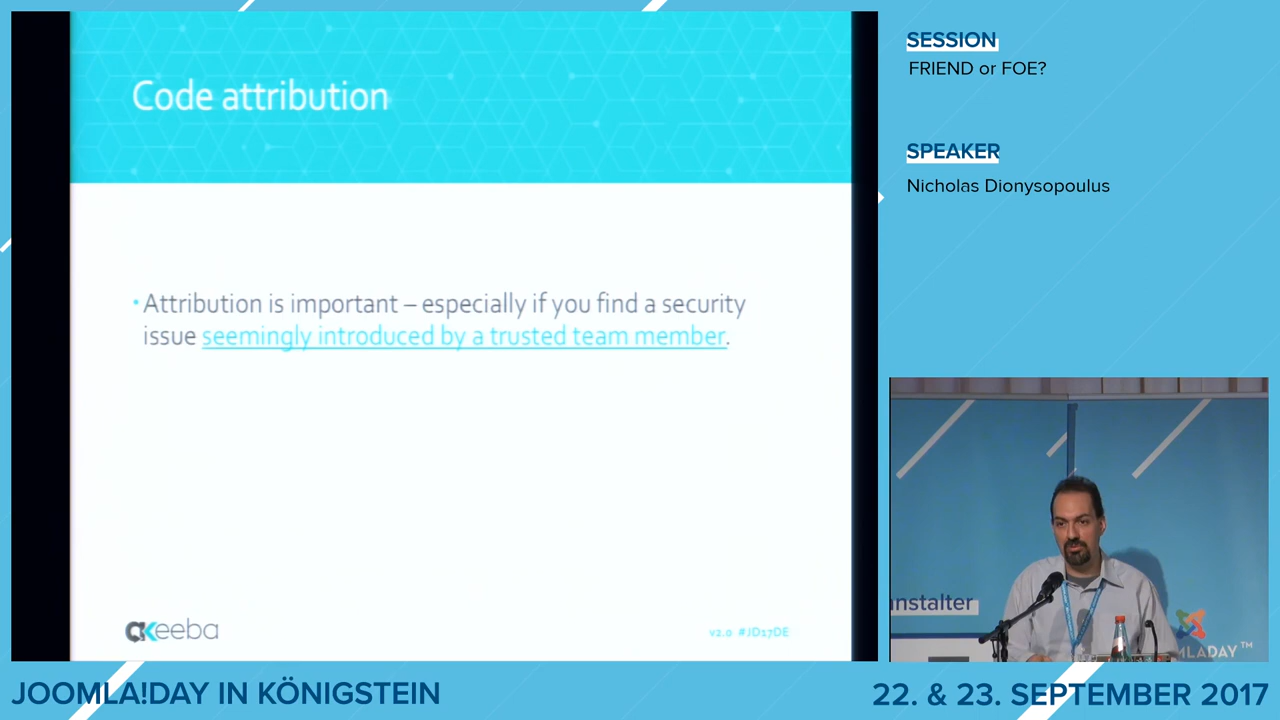 Code attribution
• Attribution is important – especially if you find a security
issue seemingly introduced by a trusted team member.
akeeba
v2.0 #JD17DE
SESSION
FRIEND or FOE?
SPEAKER
Nicholas Dionysopoulus
nstalter
MLADAY™
JOOMLA!DAY IN KÖNIGSTEIN
22. & 23. SEPTEMBER 2017